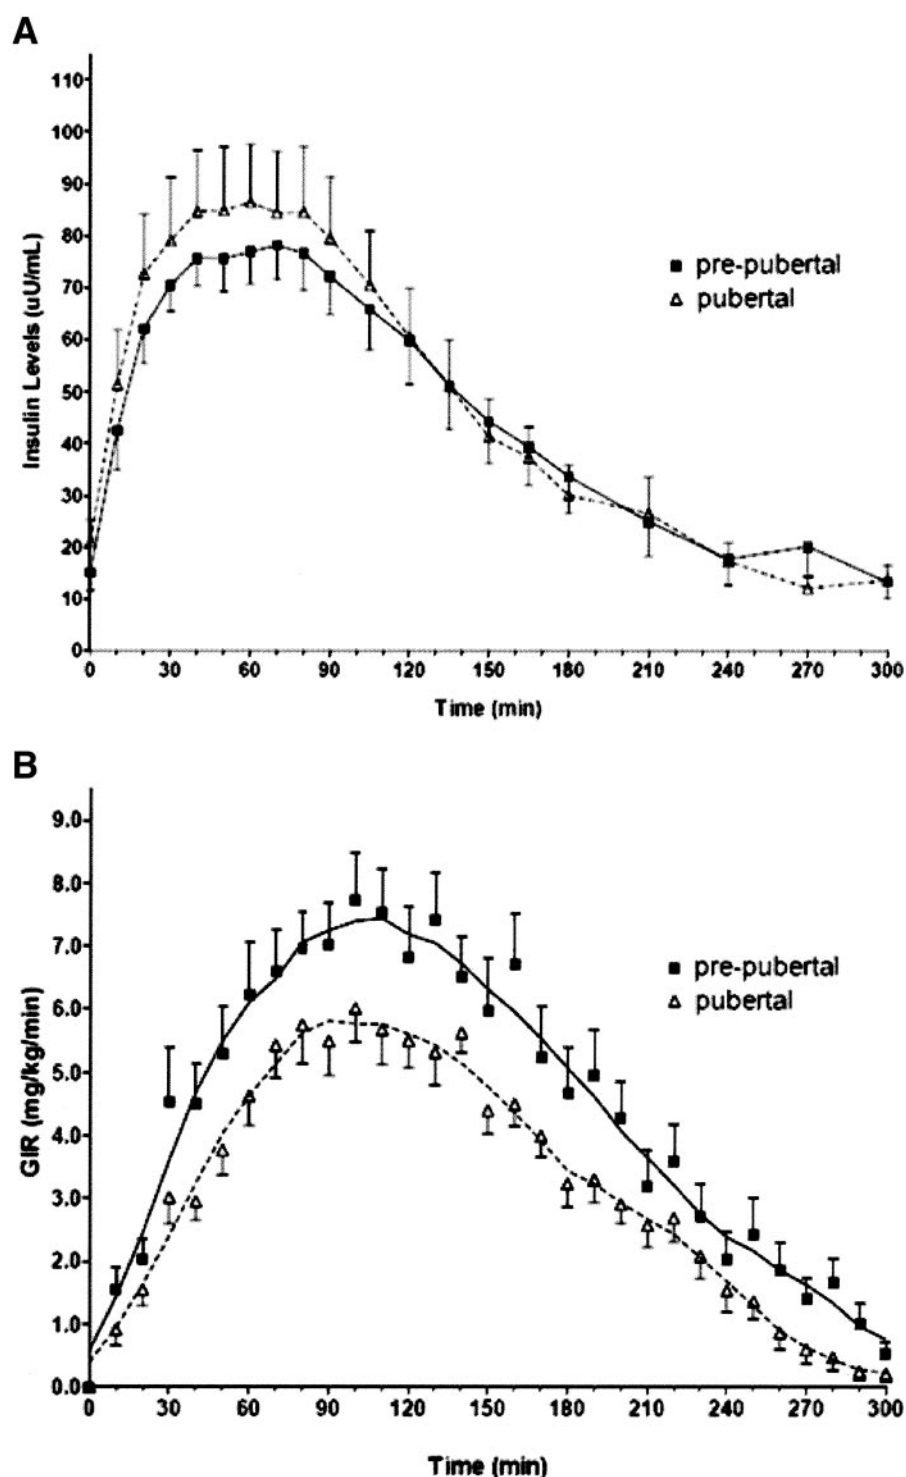 A
110
100
90
80
70
60
50
40
30
20
10
0
Insulin Levels (uU/mL)
pre-pubertal
pubertal
0 30 60 90 120 150 180 210 240 270 300
Time (min)
B
9.0
8.0
7.0
6.0
5.0
4.0
3.0
2.0
1.0
0.0
GIR (mg/kg/min)
pre-pubertal
pubertal
0 30 60 90 120 150 180 210 240 270 300
Time (min)